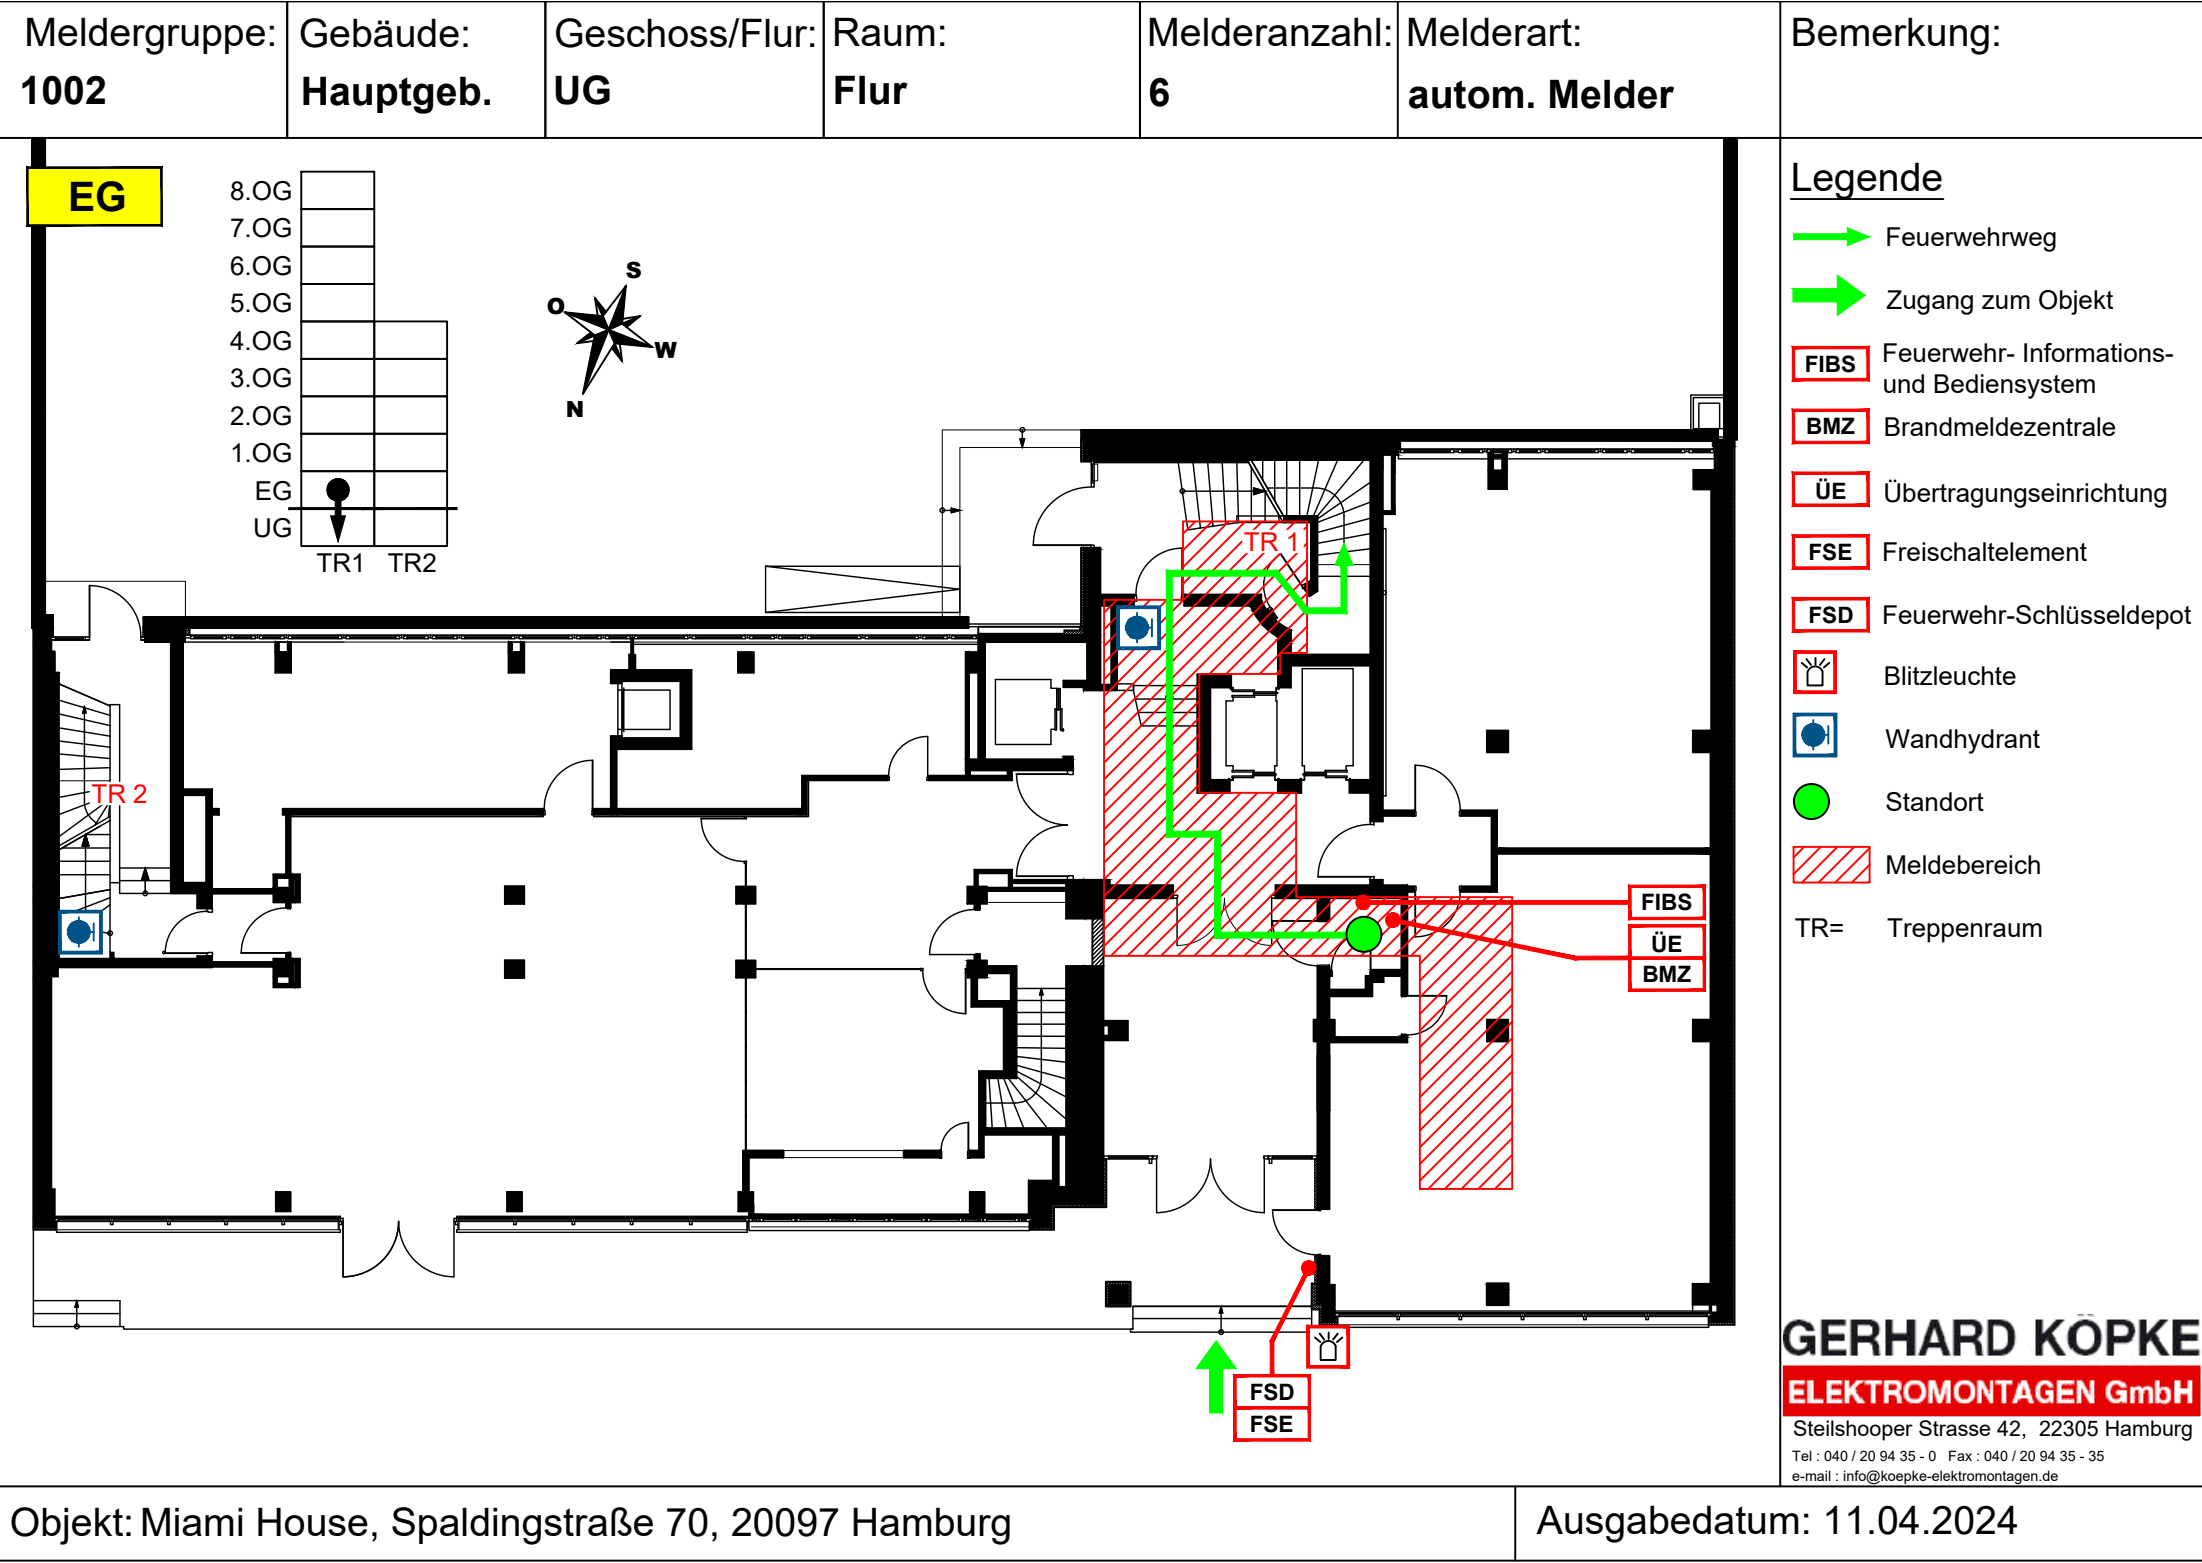 Meldergruppe: Gebäude: Geschoss/Flur: Raum: Melderanzahl: Melderart: Bemerkung:
1002 Hauptgeb. UG Flur 6 autom. Melder
EG
8.OG
7.OG
6.OG
5.OG
4.OG
3.OG
2.OG
1.OG
EG
UG
TR1 TR2
S
O
W
N
TR 1
TR 2
FIBS
ÜE
BMZ
FSD
FSE
Legende
Feuerwehrweg
Zugang zum Objekt
FIBS Feuerwehr- Informations-
und Bediensystem
BMZ Brandmeldezentrale
ÜE Übertragungseinrichtung
FSE Freischaltelement
FSD Feuerwehr-Schlüsseldepot
Blitzleuchte
Wandhydrant
Standort
Meldebereich
TR= Treppenraum
GERHARD KÖPKE
ELEKTROMONTAGEN GmbH
Steilshooper Strasse 42, 22305 Hamburg
Tel : 040 / 20 94 35 - 0 Fax : 040 / 20 94 35 - 35
e-mail : info@koepke-elektromontagen.de
Objekt: Miami House, Spaldingstraße 70, 20097 Hamburg
Ausgabedatum: 11.04.2024